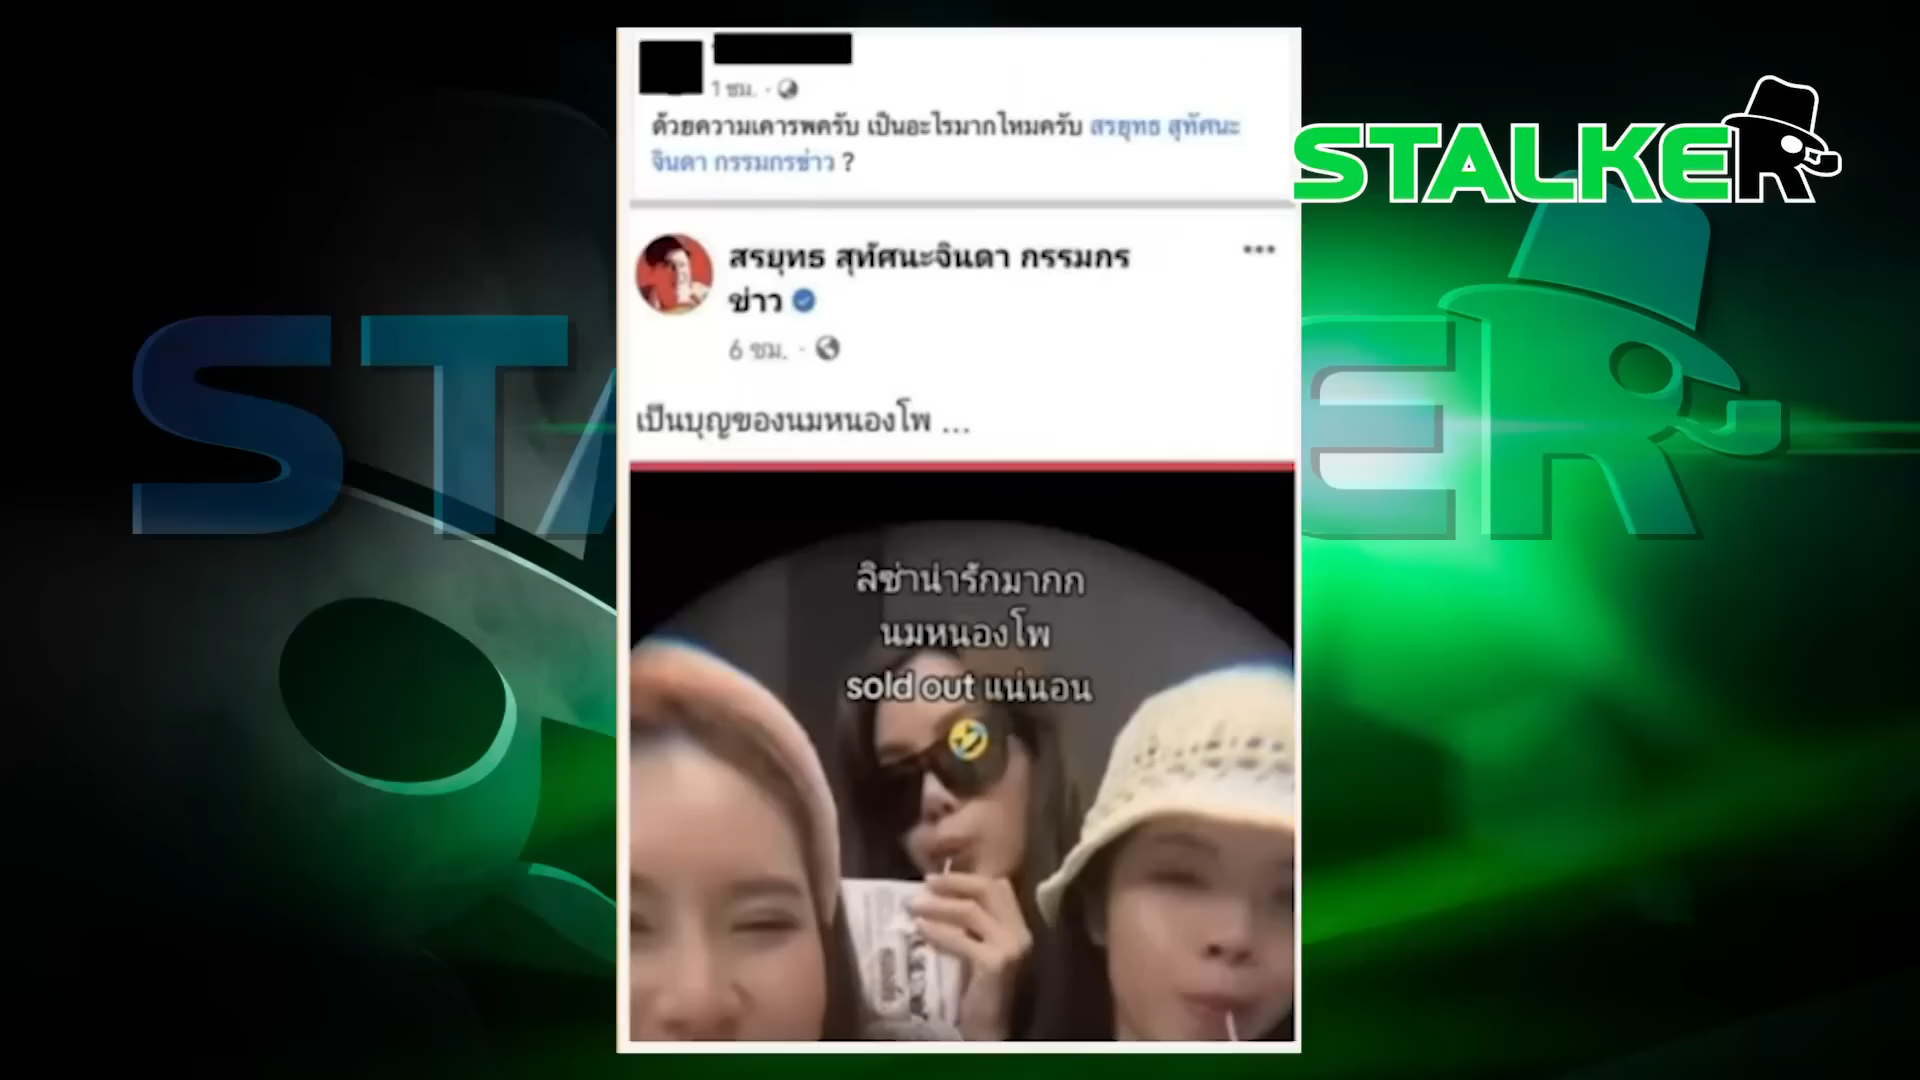 1 ชม.
ด้วยความเคารพครับ เป็นอะไรมากไหมครับ สรยุทธ สุทัศนะ
จินดา กรรมกรข่าว ?
STALKER
สรยุทธ สุทัศนะจินดา กรรมกร
ข่าว
6 ชม.
เป็นบุญของนมหนองโพ ...
ลิซ่าน่ารักมากก
นมหนองโพ
sold out แน่นอน